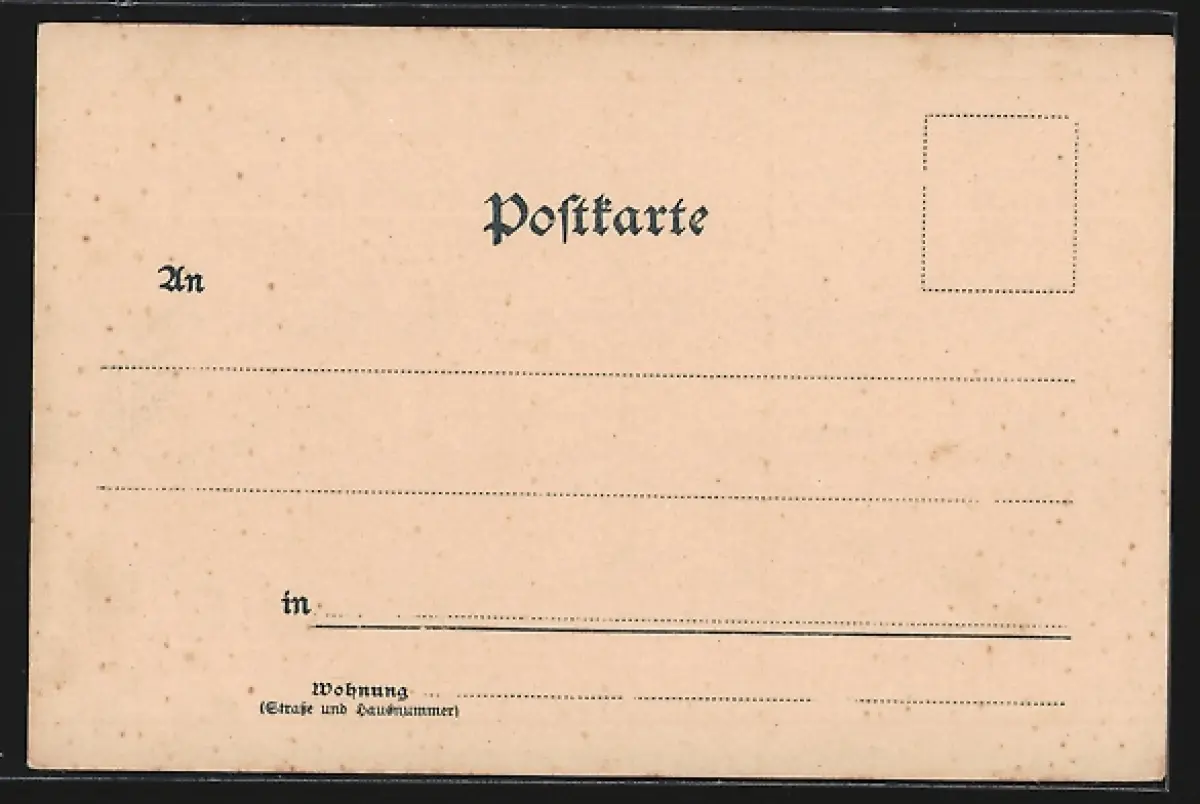 Postkarte
An
in
Wohnung
(Straße und Hausnummer)